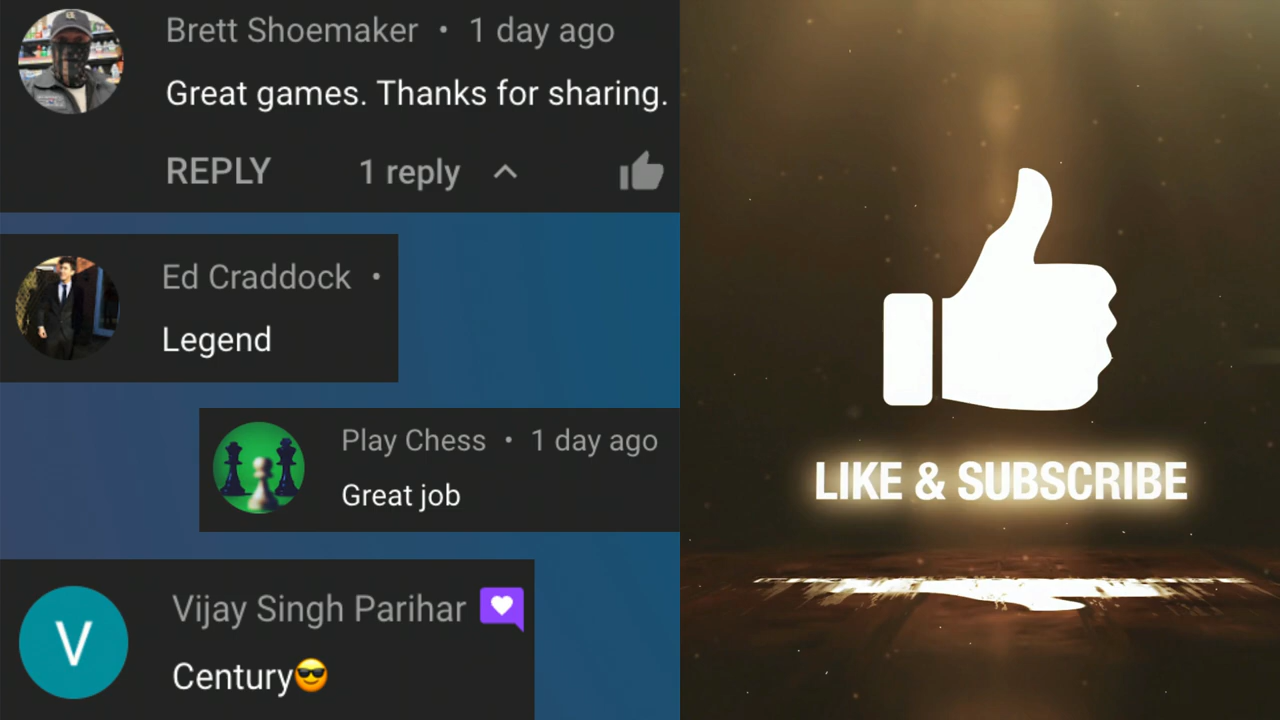 Brett Shoemaker • 1 day ago
Great games. Thanks for sharing.
REPLY 1 reply
Ed Craddock •
Legend
Play Chess • 1 day ago
Great job
V
Vijay Singh Parihar
Century😎
LIKE & SUBSCRIBE